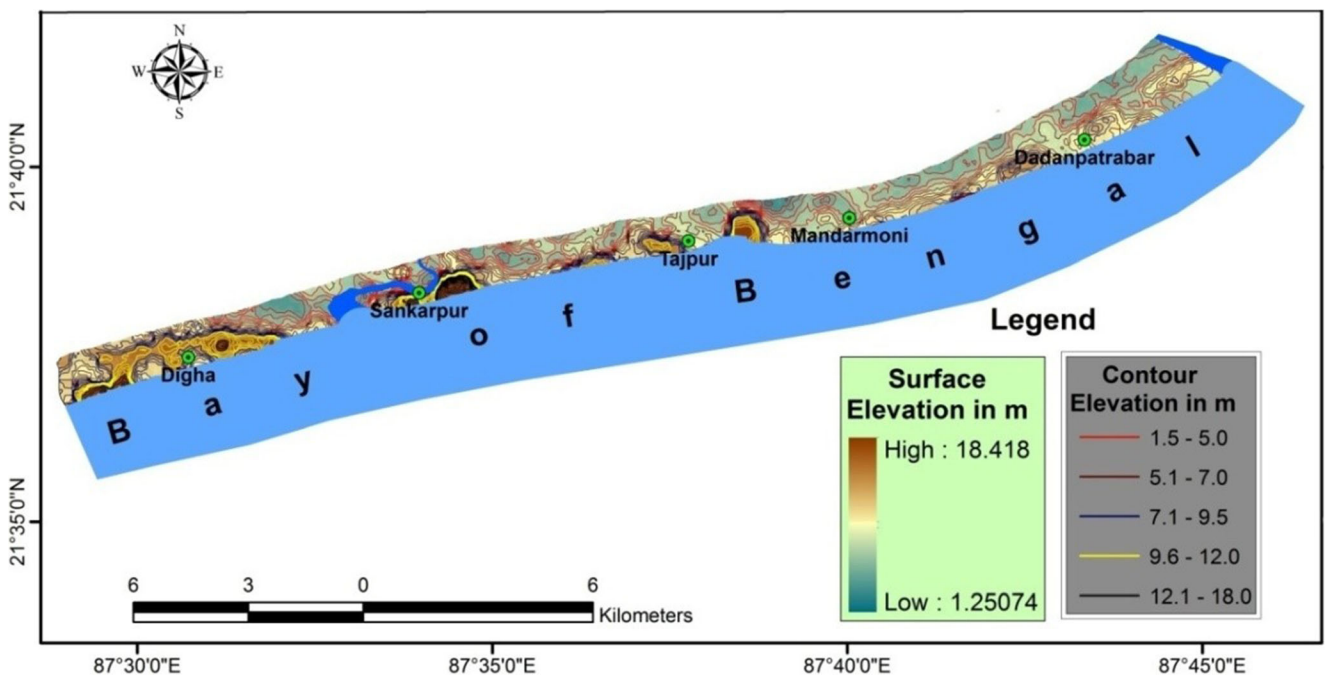 N
W E
S
21°40'0"N
21°35'0"N
Dadanpatrabar
Mandarmoni
Tajpur
Sankarpur
Digha
B a y o f B e n g a l
Legend
Surface
Elevation in m
High : 18.418
Low : 1.25074
Contour
Elevation in m
1.5 - 5.0
5.1 - 7.0
7.1 - 9.5
9.6 - 12.0
12.1 - 18.0
6 3 0 6
Kilometers
87°30'0"E 87°35'0"E 87°40'0"E 87°45'0"E